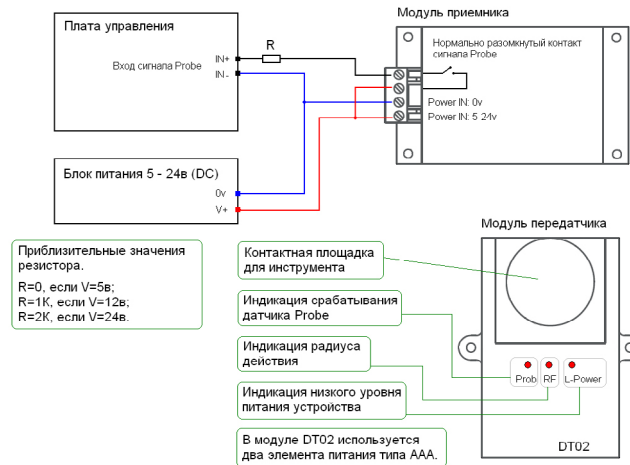 Плата управления
Вход сигнала Probe
IN+
IN-
R
Модуль приемника
Нормально разомкнутый контакт
сигнала Probe
Power IN: 0v
Power IN: 5-24v
Блок питания 5 - 24в (DC)
0v
V+
Приблизительные значения
резистора.
R=0, если V=5в;
R=1К, если V=12в;
R=2К, если V=24в.
Модуль передатчика
Контактная площадка
для инструмента
Индикация срабатывания
датчика Probe
Индикация радиуса
действия
Индикация низкого уровня
питания устройства
В модуле DT02 используется
два элемента питания типа ААА.
Prob
RF
L-Power
DT02